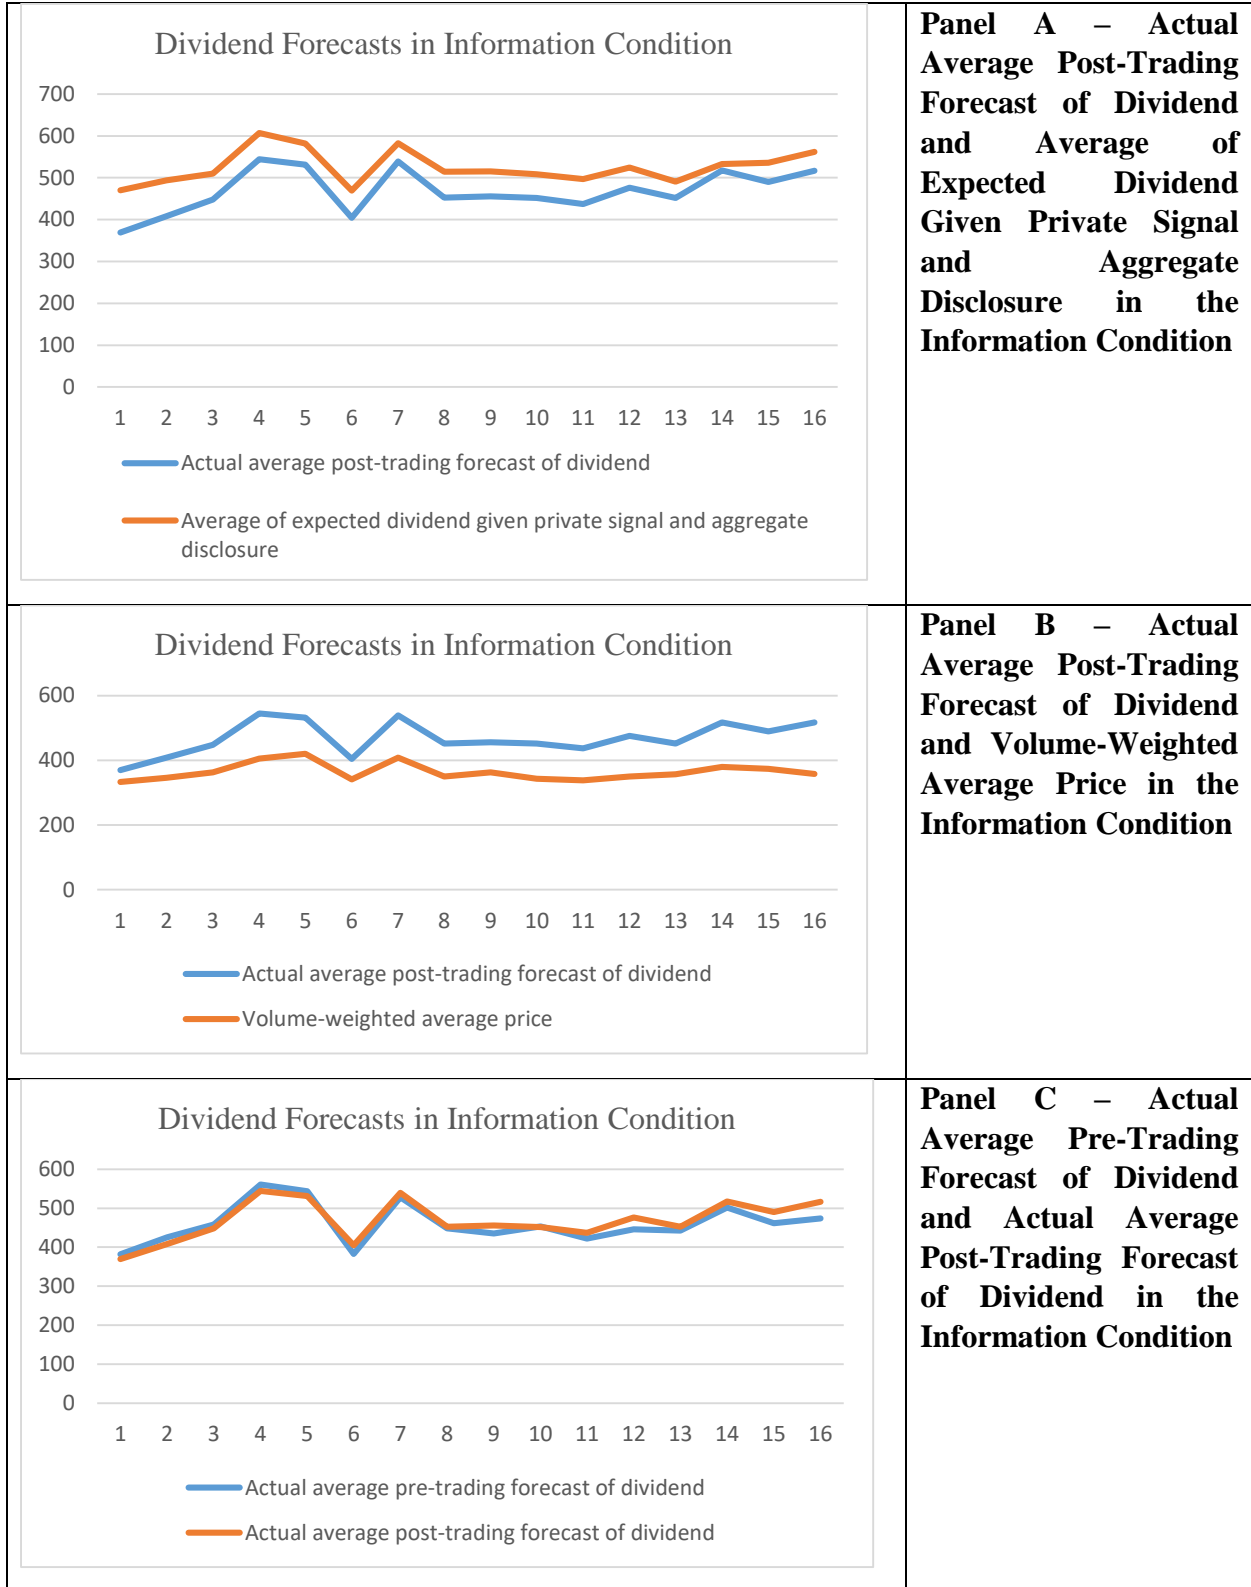 Dividend Forecasts in Information Condition
700
600
500
400
300
200
100
0
1 2 3 4 5 6 7 8 9 10 11 12 13 14 15 16
Actual average post-trading forecast of dividend
Average of expected dividend given private signal and aggregate
disclosure
Panel A – Actual
Average Post-Trading
Forecast of Dividend
and Average of
Expected Dividend
Given Private Signal
and Aggregate
Disclosure in the
Information Condition
Dividend Forecasts in Information Condition
600
400
200
0
1 2 3 4 5 6 7 8 9 10 11 12 13 14 15 16
Actual average post-trading forecast of dividend
Volume-weighted average price
Panel B – Actual
Average Post-Trading
Forecast of Dividend
and Volume-Weighted
Average Price in the
Information Condition
Dividend Forecasts in Information Condition
600
500
400
300
200
100
0
1 2 3 4 5 6 7 8 9 10 11 12 13 14 15 16
Actual average pre-trading forecast of dividend
Actual average post-trading forecast of dividend
Panel C – Actual
Average Pre-Trading
Forecast of Dividend
and Actual Average
Post-Trading Forecast
of Dividend in the
Information Condition